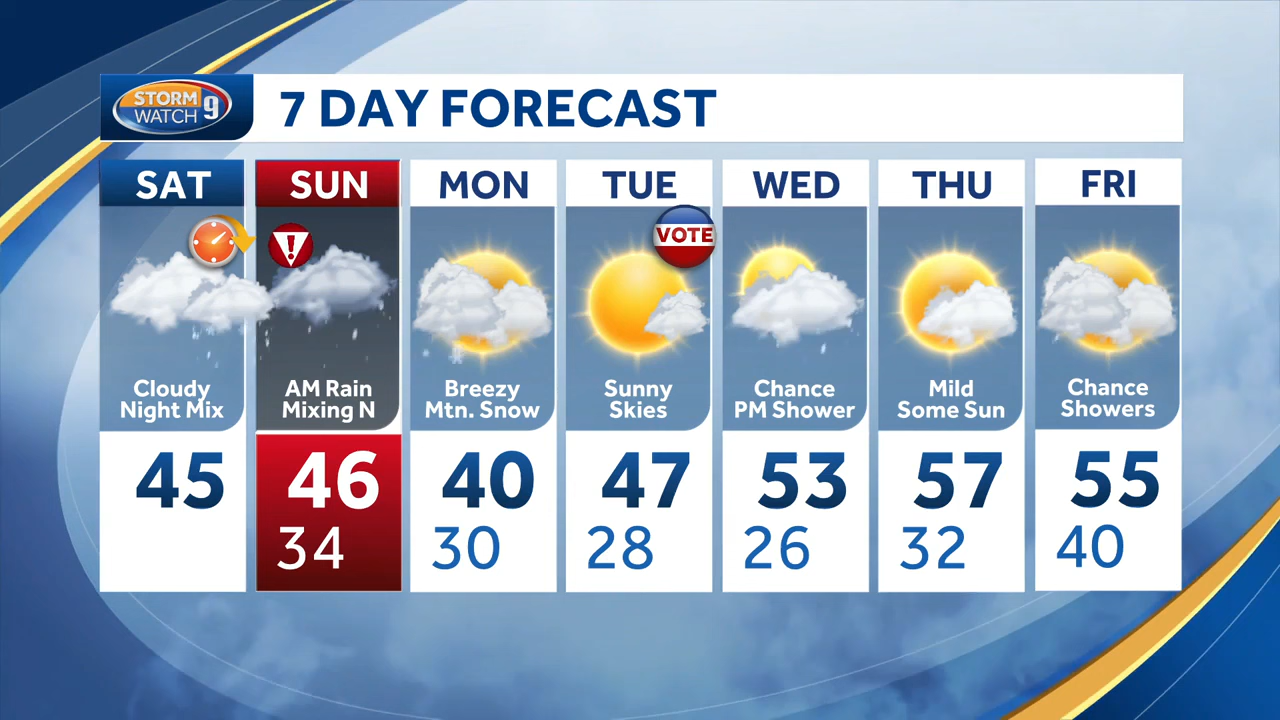 STORM
WATCH 9
7 DAY FORECAST
SAT
Cloudy
Night Mix
45
SUN
!
AM Rain
Mixing N
46
34
MON
Breezy
Mtn. Snow
40
30
TUE
VOTE
Sunny
Skies
47
28
WED
Chance
PM Shower
53
26
THU
Mild
Some Sun
57
32
FRI
Chance
Showers
55
40